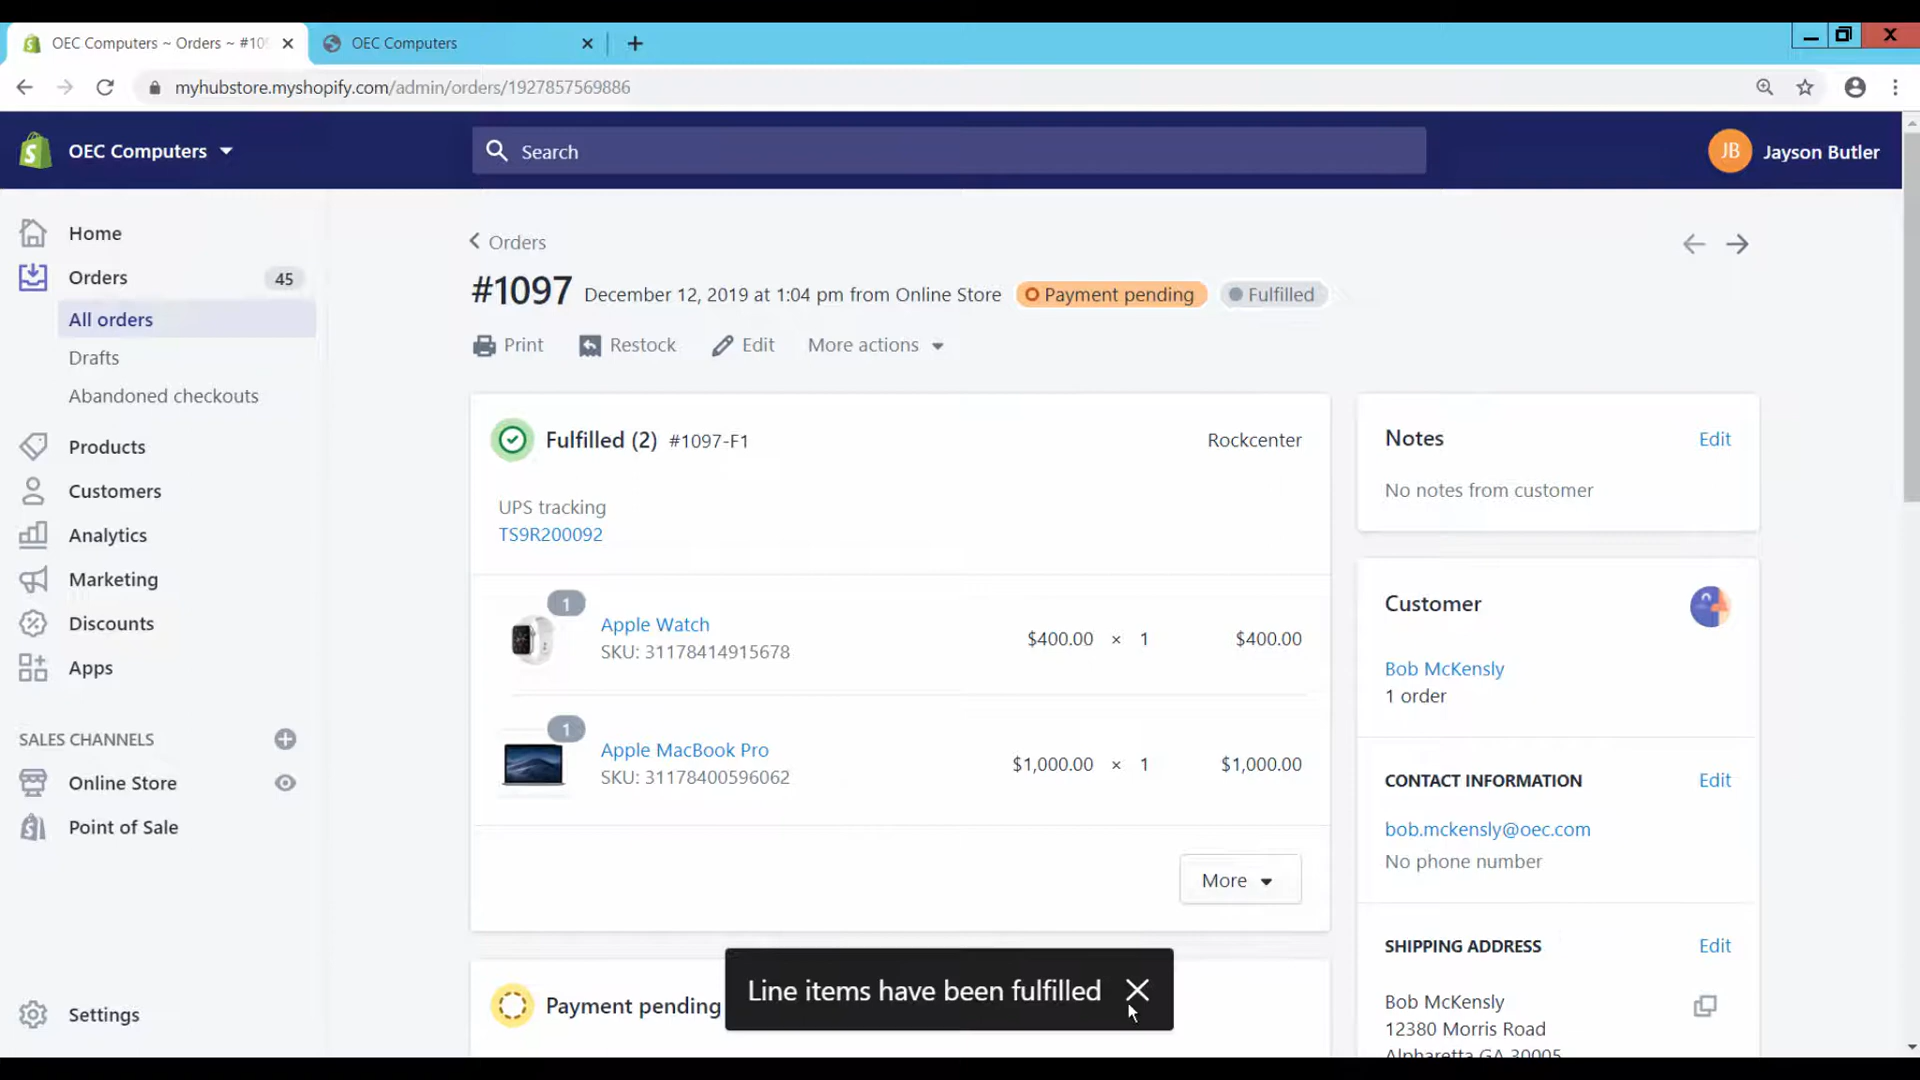 OEC Computers ~ Orders ~ #109
OEC Computers
myhubstore.myshopify.com/admin/orders/1927857569886
OEC Computers
Search
JB
Jayson Butler
Home
Orders
45
All orders
Drafts
Abandoned checkouts
Products
Customers
Analytics
Marketing
Discounts
Apps
SALES CHANNELS
Online Store
Point of Sale
Settings
Orders
#1097 December 12, 2019 at 1:04 pm from Online Store Payment pending Fulfilled
Print Restock Edit More actions
Fulfilled (2) #1097-F1 Rockcenter
UPS tracking
TS9R200092
1
Apple Watch
SKU: 31178414915678
$400.00 × 1 $400.00
1
Apple MacBook Pro
SKU: 31178400596062
$1,000.00 × 1 $1,000.00
More
Payment pending
Line items have been fulfilled
Notes Edit
No notes from customer
Customer
Bob McKensly
1 order
CONTACT INFORMATION Edit
bob.mckensly@oec.com
No phone number
SHIPPING ADDRESS Edit
Bob McKensly
12380 Morris Road
Alpharetta GA 30005